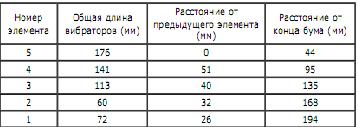 Номер элемента Общая длина вибраторов (мм) Расстояние от предыдущего элемента (мм) Расстояние от конца бума (мм)
5 175 0 44
4 141 51 95
3 113 40 135
2 60 32 168
1 72 26 194